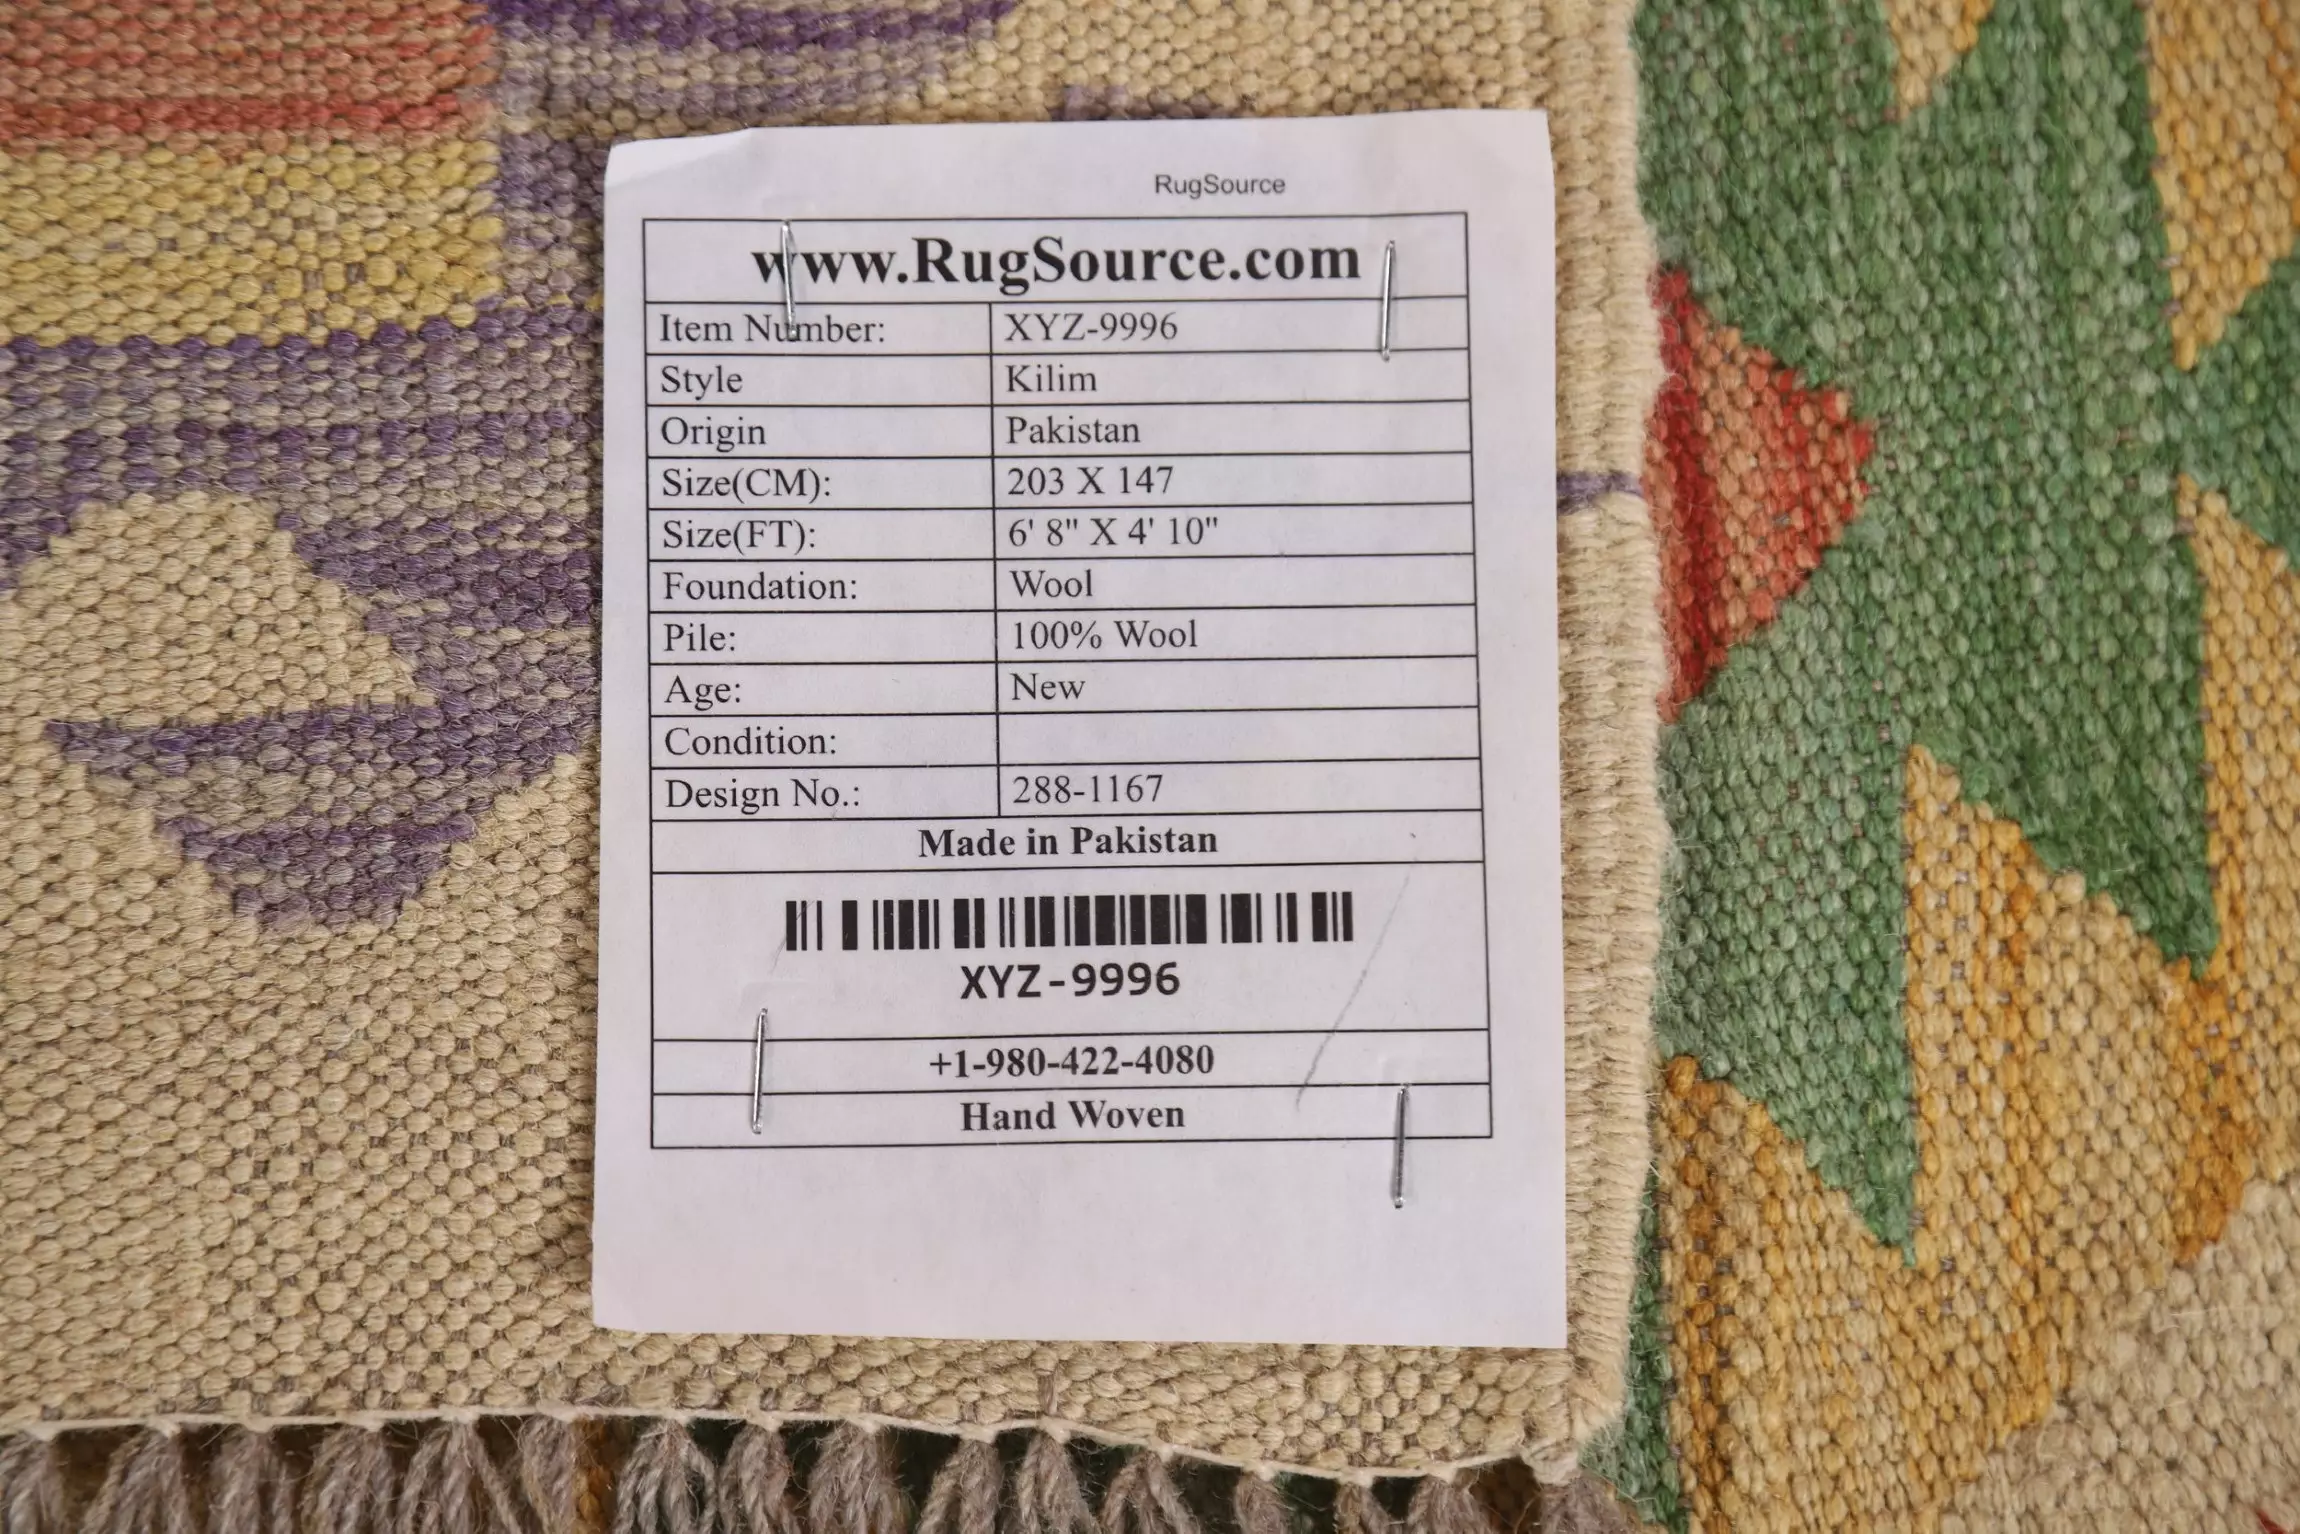 RugSource
www.RugSource.com
Item Number: XYZ-9996
Style Kilim
Origin Pakistan
Size(CM): 203 X 147
Size(FT): 6' 8" X 4' 10"
Foundation: Wool
Pile: 100% Wool
Age: New
Condition:
Design No.: 288-1167
Made in Pakistan
XYZ-9996
+1-980-422-4080
Hand Woven